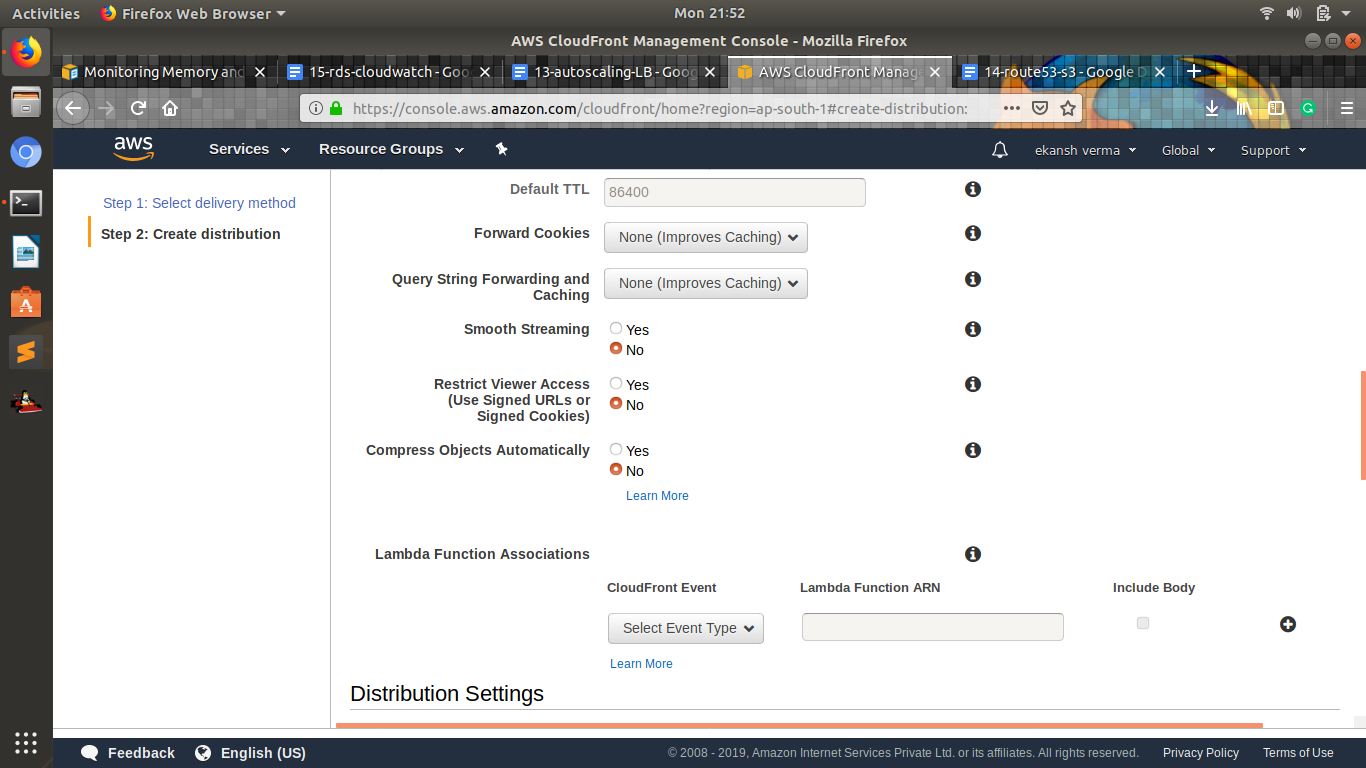 Activities
Firefox Web Browser
Mon 21:52
AWS CloudFront Management Console - Mozilla Firefox
Monitoring Memory and
15-rds-cloudwatch - Goo
13-autoscaling-LB - Goog
AWS CloudFront Manage
14-route53-s3 - Google D
https://console.aws.amazon.com/cloudfront/home?region=ap-south-1#create-distribution:
aws
Services
Resource Groups
ekansh verma
Global
Support
Step 1: Select delivery method
Step 2: Create distribution
Default TTL
86400
Forward Cookies
None (Improves Caching)
Query String Forwarding and
Caching
None (Improves Caching)
Smooth Streaming
Yes
No
Restrict Viewer Access
(Use Signed URLs or
Signed Cookies)
Yes
No
Compress Objects Automatically
Yes
No
Learn More
Lambda Function Associations
CloudFront Event
Lambda Function ARN
Include Body
Select Event Type
Learn More
Distribution Settings
Feedback
English (US)
© 2008 - 2019, Amazon Internet Services Private Ltd. or its affiliates. All rights reserved.
Privacy Policy
Terms of Use